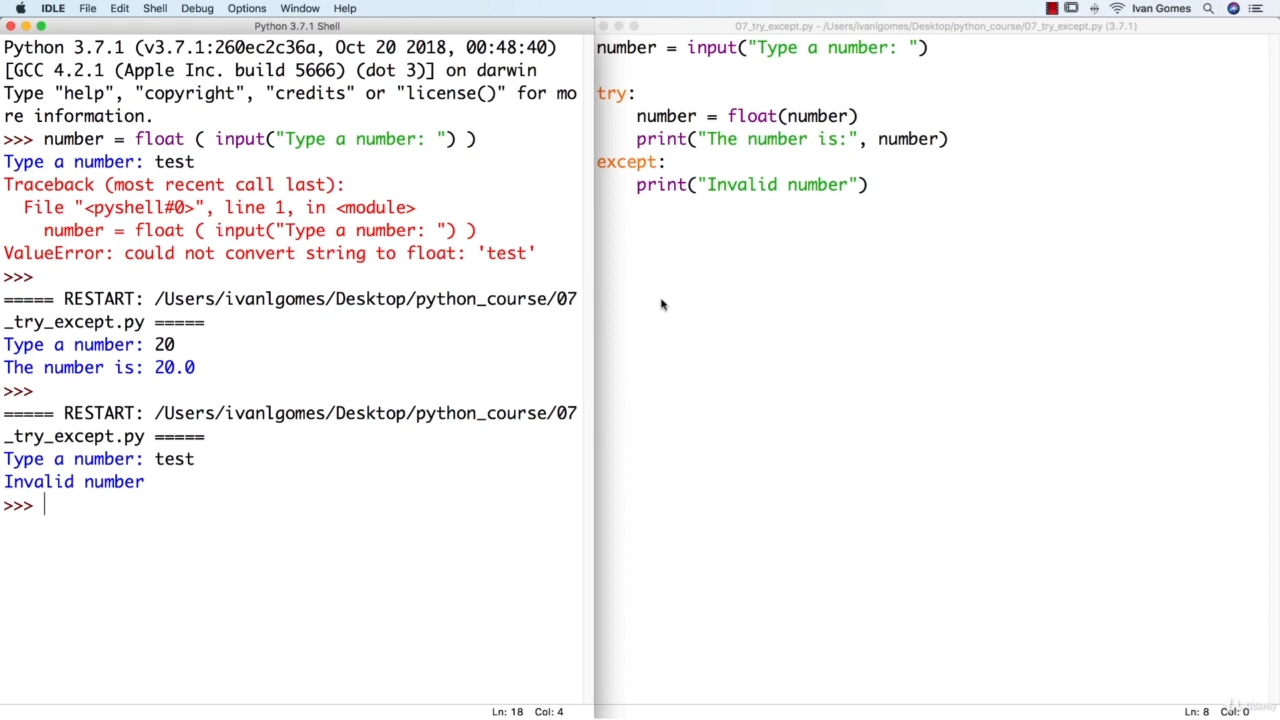 IDLE File Edit Shell Debug Options Window Help Ivan Gomes
Python 3.7.1 Shell
Python 3.7.1 (v3.7.1:260ec2c36a, Oct 20 2018, 00:48:40)
[GCC 4.2.1 (Apple Inc. build 5666) (dot 3)] on darwin
Type "help", "copyright", "credits" or "license()" for mo
re information.
>>> number = float ( input("Type a number: ") )
Type a number: test
Traceback (most recent call last):
  File "<pyshell#0>", line 1, in <module>
    number = float ( input("Type a number: ") )
ValueError: could not convert string to float: 'test'
>>>
===== RESTART: /Users/ivanlgomes/Desktop/python_course/07
_try_except.py =====
Type a number: 20
The number is: 20.0
>>>
===== RESTART: /Users/ivanlgomes/Desktop/python_course/07
_try_except.py =====
Type a number: test
Invalid number
>>>
Ln: 18 Col: 4
07_try_except.py - /Users/ivanlgomes/Desktop/python_course/07_try_except.py (3.7.1)
number = input("Type a number: ")
try:
    number = float(number)
    print("The number is:", number)
except:
    print("Invalid number")
Ln: 8 Col: 0
Udemy